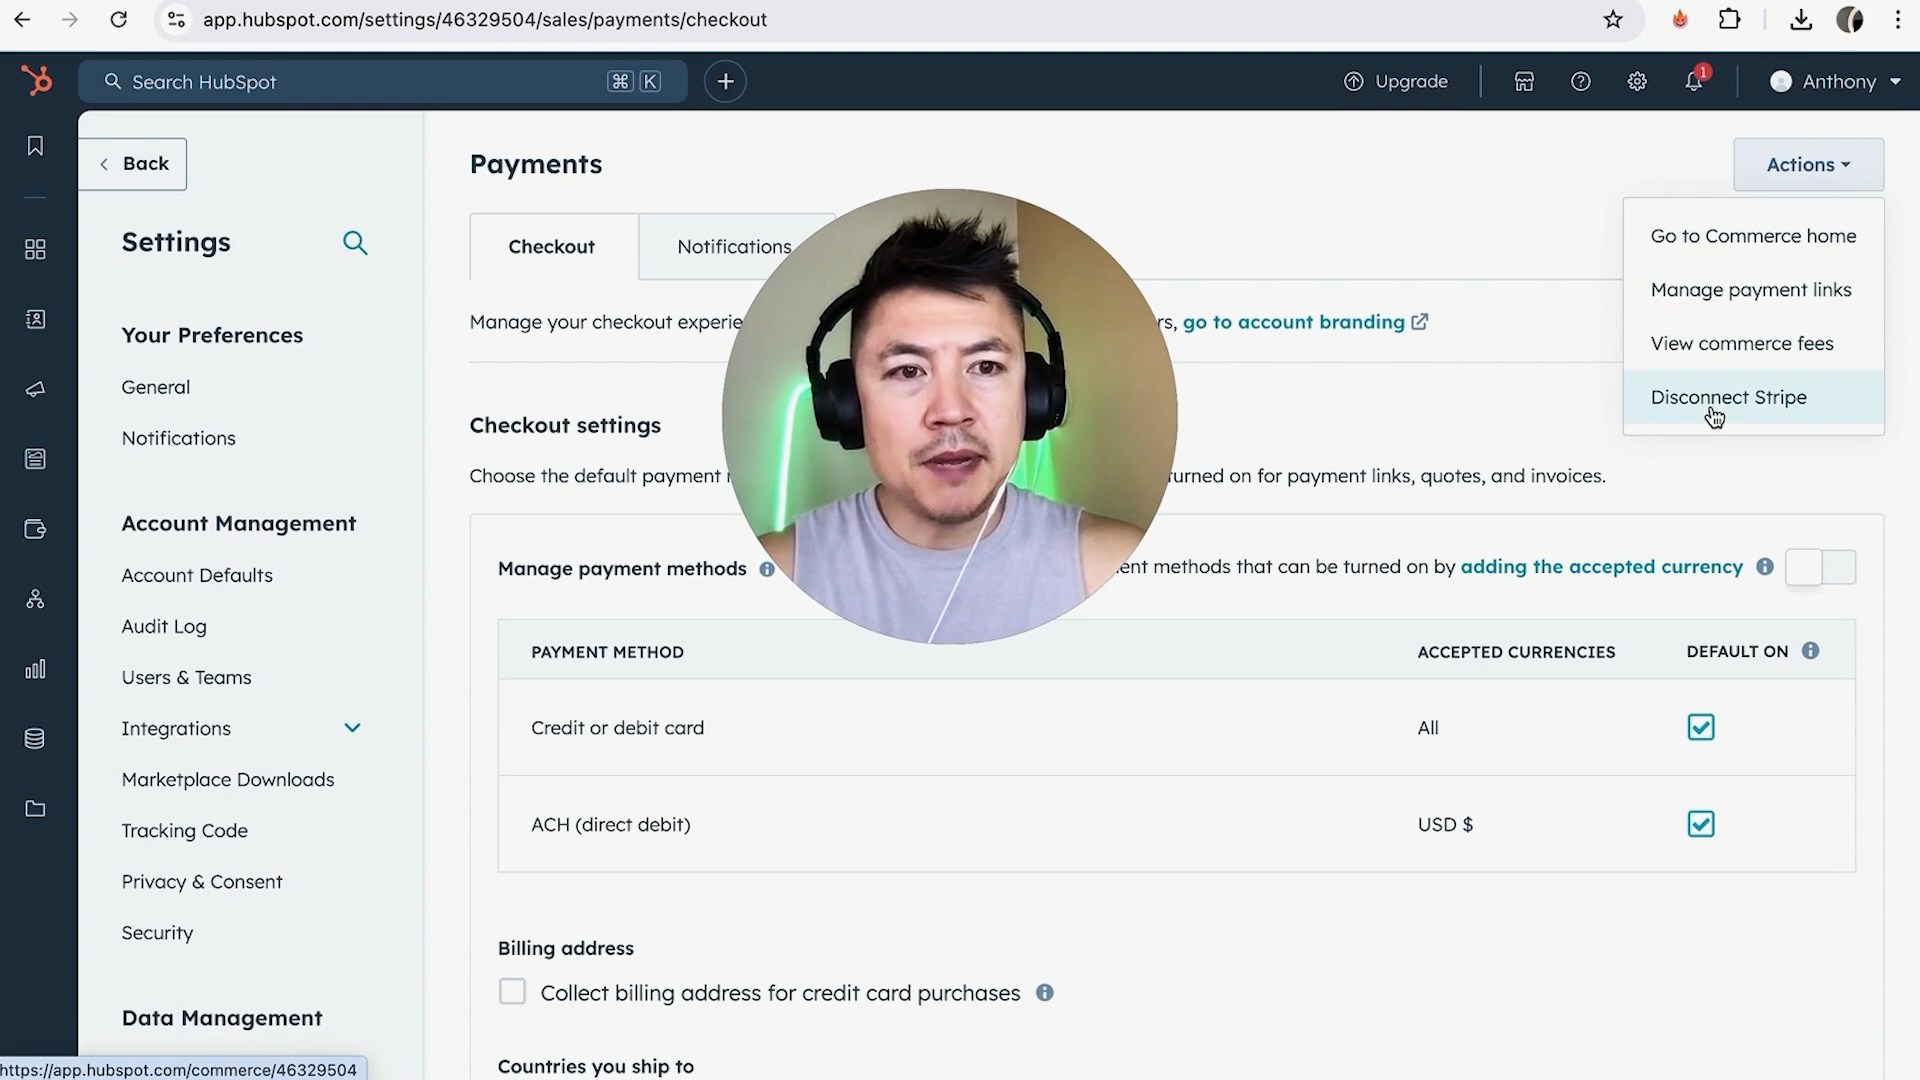 app.hubspot.com/settings/46329504/sales/payments/checkout
Search HubSpot
⌘ K
Upgrade
1
Anthony
Back
Settings
Your Preferences
General
Notifications
Account Management
Account Defaults
Audit Log
Users & Teams
Integrations
Marketplace Downloads
Tracking Code
Privacy & Consent
Security
Data Management
Payments
Actions
Go to Commerce home
Manage payment links
View commerce fees
Disconnect Stripe
Checkout
Notifications
Manage your checkout go to account branding
Checkout settings
Choose the default payment turned on for payment links, quotes, and invoices.
Manage payment methods methods that can be turned on by adding the accepted currency
PAYMENT METHOD ACCEPTED CURRENCIES DEFAULT ON
Credit or debit card All
ACH (direct debit) USD $
Billing address
Collect billing address for credit card purchases
Countries you ship to
https://app.hubspot.com/commerce/46329504